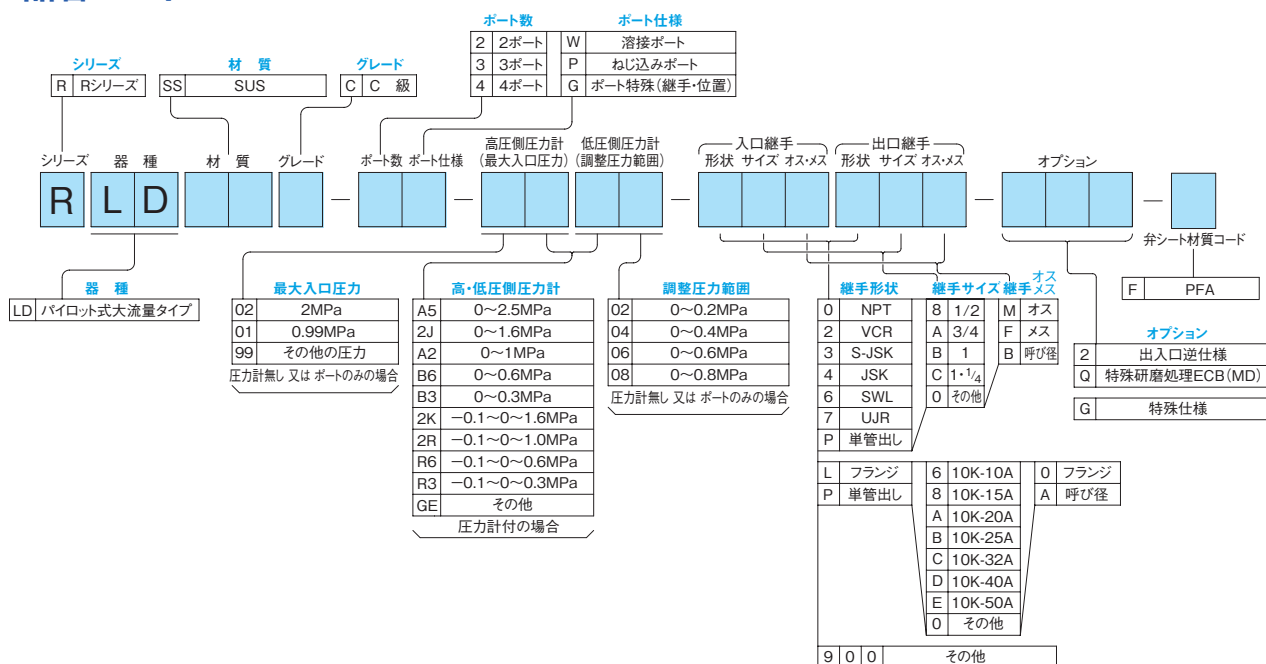 ポート数 ポート仕様
2 2ポート W 溶接ポート
3 3ポート P ねじ込みポート
4 4ポート G ポート特殊(継手・位置)
シリーズ 材 質 グレード
R Rシリーズ SS SUS C C 級
シリーズ 器 種 材 質 グレード ポート数 ポート仕様 高圧側圧力計 (最大入口圧力) 低圧側圧力計 (調整圧力範囲) 入口継手 形状 サイズ オス・メス 出口継手 形状 サイズ オス・メス オプション
R L D — — — — —
弁シート材質コード
F PFA
器 種
LD パイロット式大流量タイプ
最大入口圧力
02 2MPa
01 0.99MPa
99 その他の圧力
圧力計無し 又は ポートのみの場合
高・低圧側圧力計
A5 0〜2.5MPa
2J 0〜1.6MPa
A2 0〜1MPa
B6 0〜0.6MPa
B3 0〜0.3MPa
2K −0.1〜0〜1.6MPa
2R −0.1〜0〜1.0MPa
R6 −0.1〜0〜0.6MPa
R3 −0.1〜0〜0.3MPa
GE その他
圧力計付の場合
調整圧力範囲
02 0〜0.2MPa
04 0〜0.4MPa
06 0〜0.6MPa
08 0〜0.8MPa
圧力計無し 又は ポートのみの場合
継手形状 継手サイズ 継手オスメス
0 NPT 8 1/2 M オス
2 VCR A 3/4 F メス
3 S-JSK B 1 B 呼び径
4 JSK C 1・1/4
6 SWL 0 その他
7 UJR
P 単管出し
L フランジ 6 10K-10A 0 フランジ
P 単管出し 8 10K-15A A 呼び径
A 10K-20A
B 10K-25A
C 10K-32A
D 10K-40A
E 10K-50A
0 その他
9 0 0 その他
オプション
2 出入口逆仕様
Q 特殊研磨処理ECB(MD)
G 特殊仕様